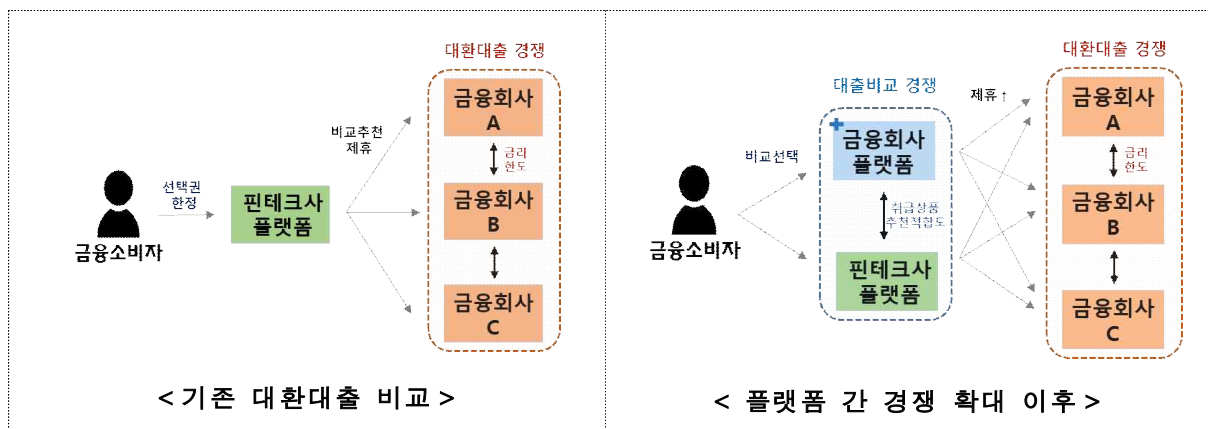 대환대출 경쟁
금융회사
A
비교추천
제휴
금리
한도
선택권
한정
핀테크사
플랫폼
금융회사
B
금융소비자
금융회사
C
<기존 대환대출 비교>
대환대출 경쟁
대출비교 경쟁
제휴↑
금융회사
A
비교선택
금융회사
플랫폼
금리
한도
취급상품
추천적합도
금융회사
B
금융소비자
핀테크사
플랫폼
금융회사
C
< 플랫폼 간 경쟁 확대 이후>